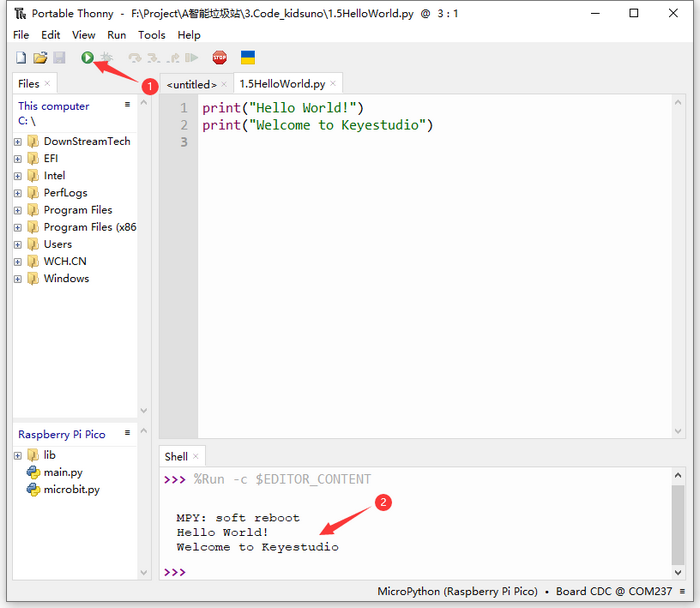 Portable Thonny - F:\Project\A智能垃圾站\3.Code_kidsuno\1.5HelloWorld.py @ 3 : 1
File Edit View Run Tools Help
STOP
1
Files ×
This computer
C: \
DownStreamTech
EFI
Intel
PerfLogs
Program Files
Program Files (x86
Users
WCH.CN
Windows
Raspberry Pi Pico
lib
main.py
microbit.py
<untitled> × 1.5HelloWorld.py ×
1 print("Hello World!")
2 print("Welcome to Keyestudio")
3
Shell ×
>>> %Run -c $EDITOR_CONTENT
2
MPY: soft reboot
Hello World!
Welcome to Keyestudio
>>>
MicroPython (Raspberry Pi Pico) • Board CDC @ COM237